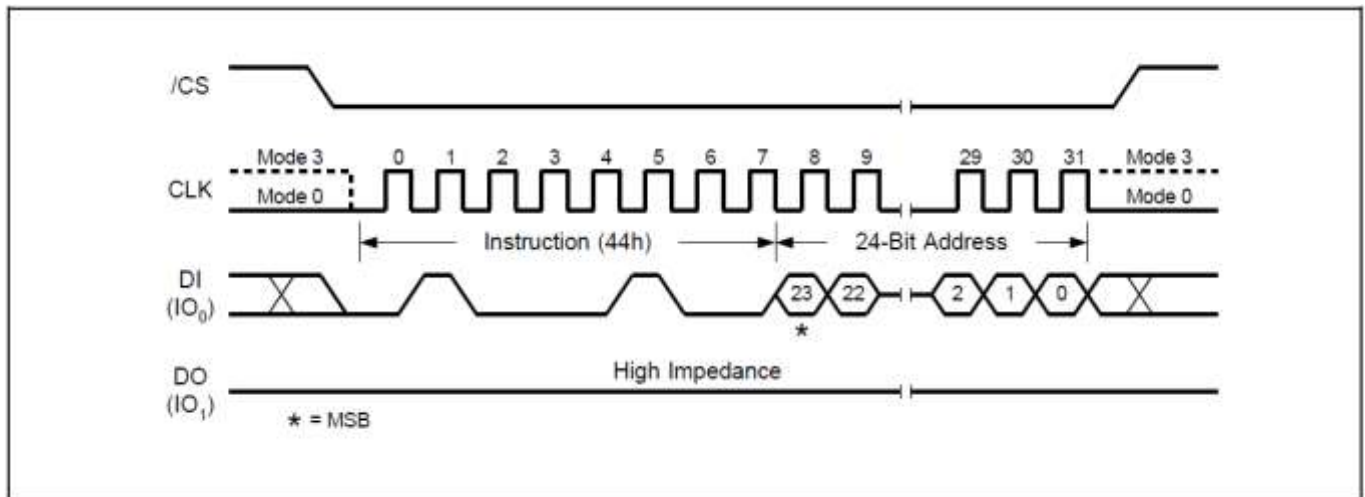 /CS
Mode 3 0 1 2 3 4 5 6 7 8 9 29 30 31 Mode 3
CLK
Mode 0 Mode 0
Instruction (44h) 24-Bit Address
DI
(IO₀)
23 22 2 1 0
*
High Impedance
DO
(IO₁)
* = MSB